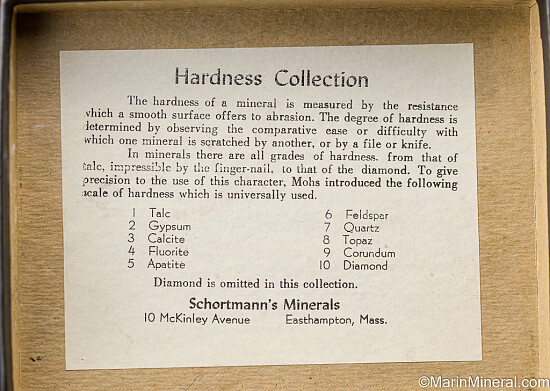 Hardness Collection
The hardness of a mineral is measured by the resistance
which a smooth surface offers to abrasion. The degree of hardness is
determined by observing the comparative ease or difficulty with
which one mineral is scratched by another, or by a file or knife.
In minerals there are all grades of hardness, from that of
talc, impressible by the finger-nail, to that of the diamond. To give
precision to the use of this character, Mohs introduced the following
scale of hardness which is universally used.
1 Talc
2 Gypsum
3 Calcite
4 Fluorite
5 Apatite
6 Feldspar
7 Quartz
8 Topaz
9 Corundum
10 Diamond
Diamond is omitted in this collection.
Schortmann's Minerals
10 McKinley Avenue Easthampton, Mass.
©MarinMineral.com